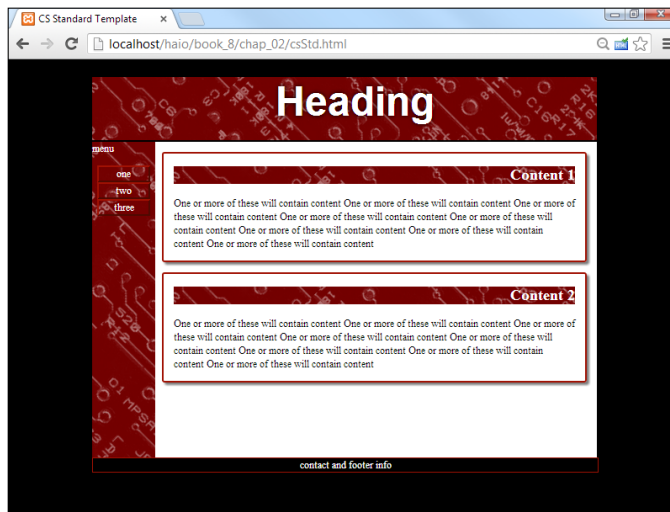 CS Standard Template
localhost/haio/book_8/chap_02/csStd.html
Heading
menu
one
two
three
Content 1
One or more of these will contain content One or more of these will contain content One or more of
these will contain content One or more of these will contain content One or more of these will contain
content One or more of these will contain content One or more of these will contain
content One or more of these will contain content
Content 2
One or more of these will contain content One or more of these will contain content One or more of
these will contain content One or more of these will contain content One or more of these will contain
content One or more of these will contain content One or more of these will contain
content One or more of these will contain content
contact and footer info